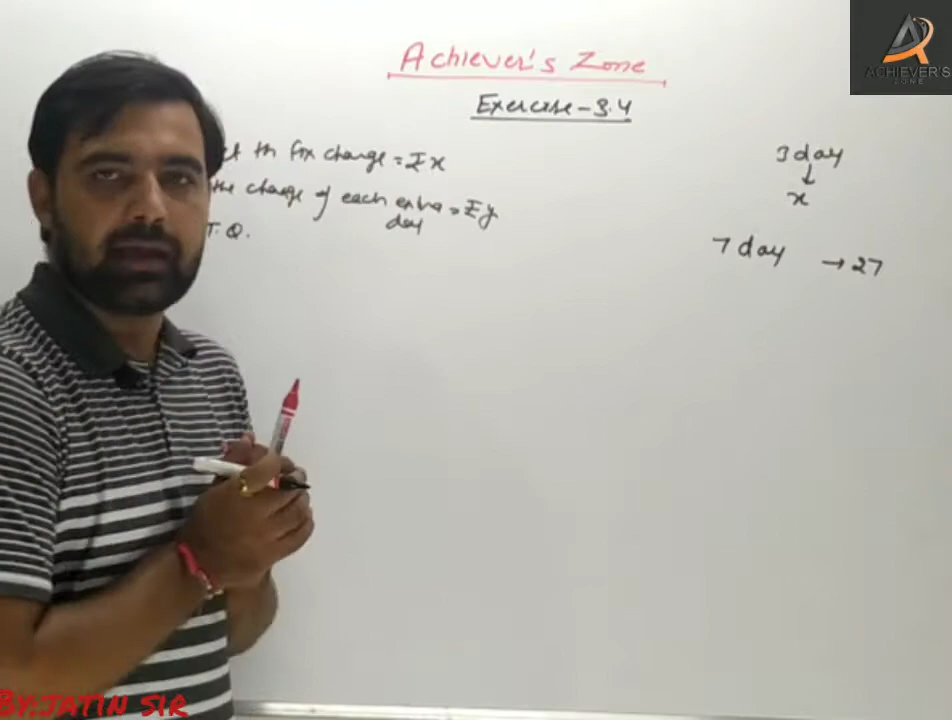 Achiever's Zone
Exercise-3.4
ACHIEVER'S
ZONE
th fix charge = ₹ x
the charge of each extra = ₹ y
day
T.Q.
3 day
↓
x
7 day → 27
BY:JATIN SIR